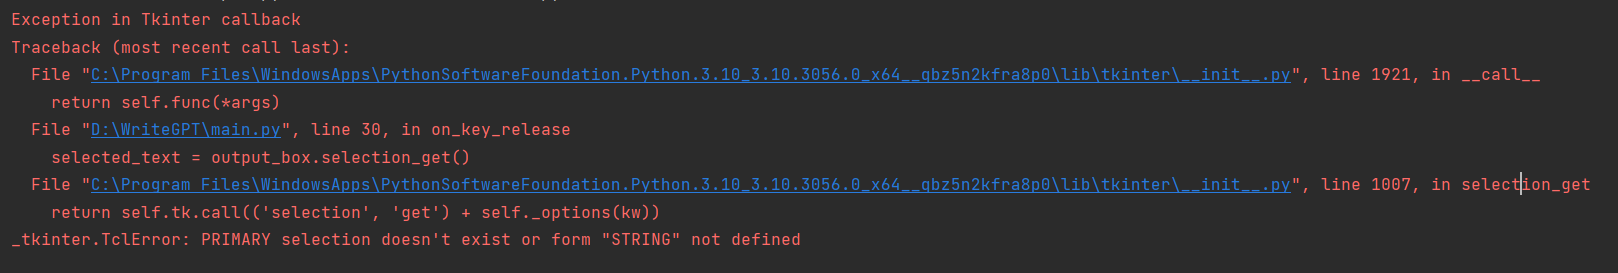 Exception in Tkinter callback
Traceback (most recent call last):
  File "C:\Program Files\WindowsApps\PythonSoftwareFoundation.Python.3.10_3.10.3056.0_x64__qbz5n2kfra8p0\lib\tkinter\__init__.py", line 1921, in __call__
    return self.func(*args)
  File "D:\WriteGPT\main.py", line 30, in on_key_release
    selected_text = output_box.selection_get()
  File "C:\Program Files\WindowsApps\PythonSoftwareFoundation.Python.3.10_3.10.3056.0_x64__qbz5n2kfra8p0\lib\tkinter\__init__.py", line 1007, in selection_get
    return self.tk.call(('selection', 'get') + self._options(kw))
_tkinter.TclError: PRIMARY selection doesn't exist or form "STRING" not defined